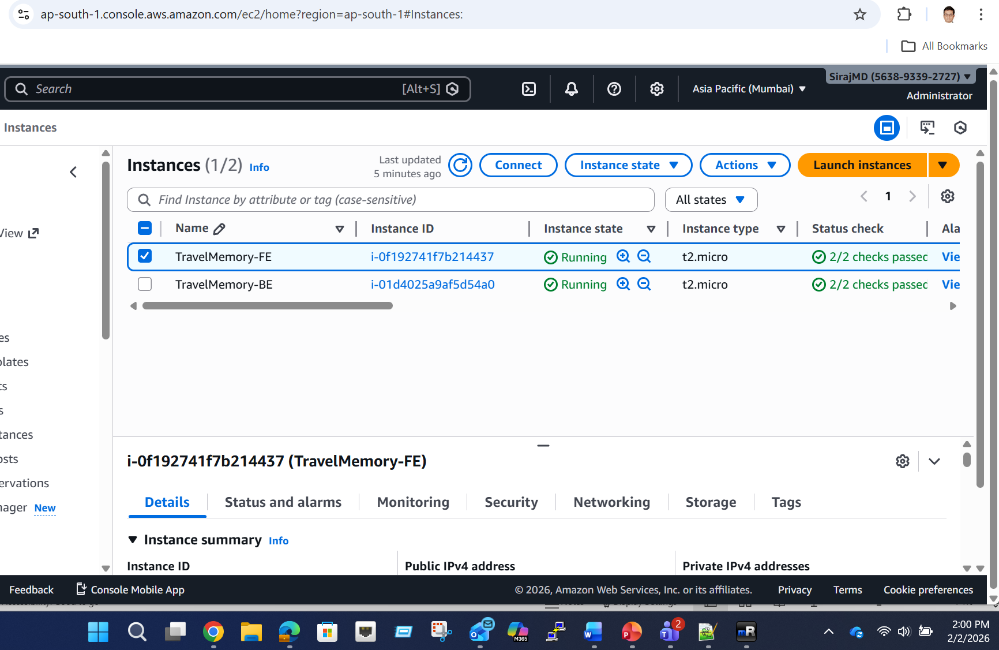 ap-south-1.console.aws.amazon.com/ec2/home?region=ap-south-1#Instances:
All Bookmarks
Search [Alt+S] Asia Pacific (Mumbai) SirajMD (5638-9339-2727)
Administrator
Instances
Instances (1/2) Info Last updated 5 minutes ago Connect Instance state Actions Launch instances
Find Instance by attribute or tag (case-sensitive) All states 1
View
Name Instance ID Instance state Instance type Status check Ala
TravelMemory-FE i-0f192741f7b214437 Running t2.micro 2/2 checks passed Vie
TravelMemory-BE i-01d4025a9af5d54a0 Running t2.micro 2/2 checks passed Vie
es
plates
ts
s
tances
osts
ervations
nager New
i-0f192741f7b214437 (TravelMemory-FE)
Details Status and alarms Monitoring Security Networking Storage Tags
Instance summary Info
Instance ID Public IPv4 address Private IPv4 addresses
Feedback Console Mobile App © 2026, Amazon Web Services, Inc. or its affiliates. Privacy Terms Cookie preferences
M365
2
2:00 PM
2/2/2026